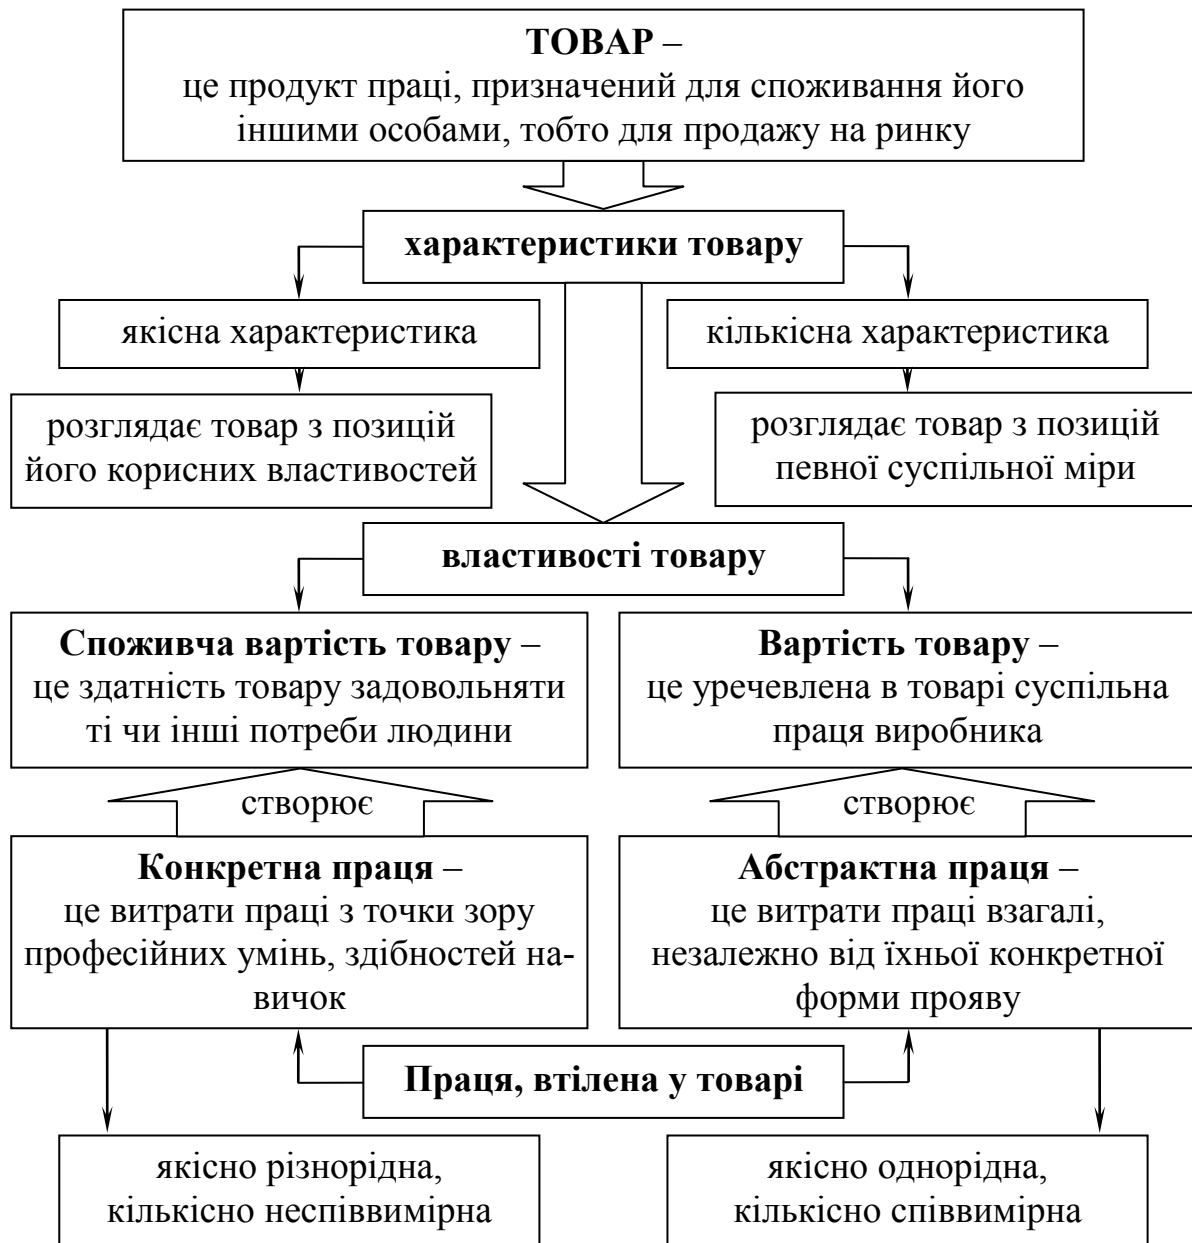 ТОВАР –
це продукт праці, призначений для споживання його
іншими особами, тобто для продажу на ринку
характеристики товару
якісна характеристика
кількісна характеристика
розглядає товар з позицій
його корисних властивостей
розглядає товар з позицій
певної суспільної міри
властивості товару
Споживча вартість товару –
це здатність товару задовольняти
ті чи інші потреби людини
Вартість товару –
це уречевлена в товарі суспільна
праця виробника
створює
створює
Конкретна праця –
це витрати праці з точки зору
професійних умінь, здібностей на-
вичок
Абстрактна праця –
це витрати праці взагалі,
незалежно від їхньої конкретної
форми прояву
Праця, втілена у товарі
якісно різнорідна,
кількісно неспіввимірна
якісно однорідна,
кількісно співвимірна